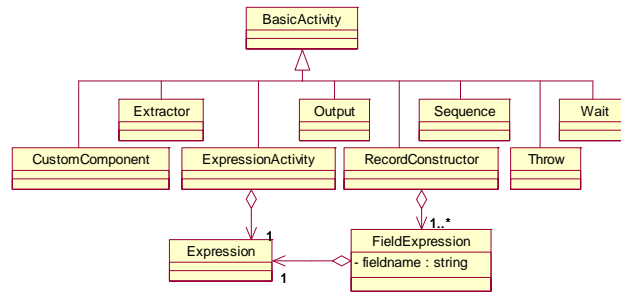 BasicActivity
Extractor
Output
Sequence
Wait
CustomComponent
ExpressionActivity
RecordConstructor
Throw
1
1..*
Expression
FieldExpression
- fieldname : string
1